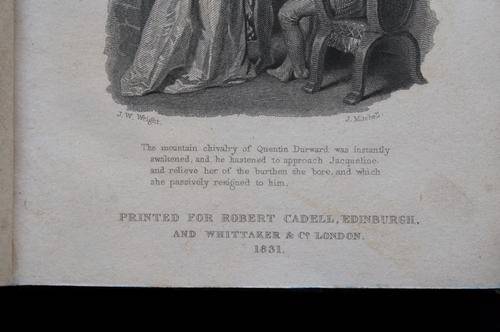 J. W. Wright. J. Mitchell.
The mountain chivalry of Quentin Durward was instantly
awakened, and he hastened to approach Jacqueline
and relieve her of the burthen she bore, and which
she passively resigned to him.
PRINTED FOR ROBERT CADELL, EDINBURGH.
AND WHITTAKER & Co. LONDON.
1831.